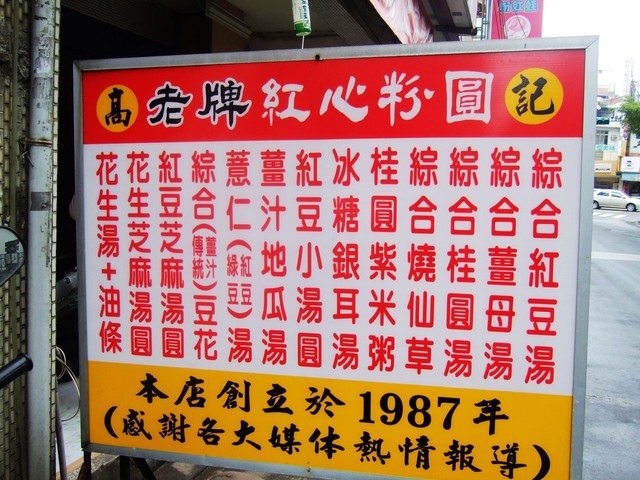 高 老牌紅心粉圓 記
綜合紅豆湯
綜合薑母湯
綜合桂圓湯
綜合燒仙草
桂圓紫米粥
冰糖銀耳湯
紅豆小湯圓
薑汁地瓜湯
薏仁(紅豆 綠豆)湯
綜合(薑汁 傳統)豆花
紅豆芝麻湯圓
花生芝麻湯圓
花生湯+油條
本店創立於1987年
(感謝各大媒体熱情報導)